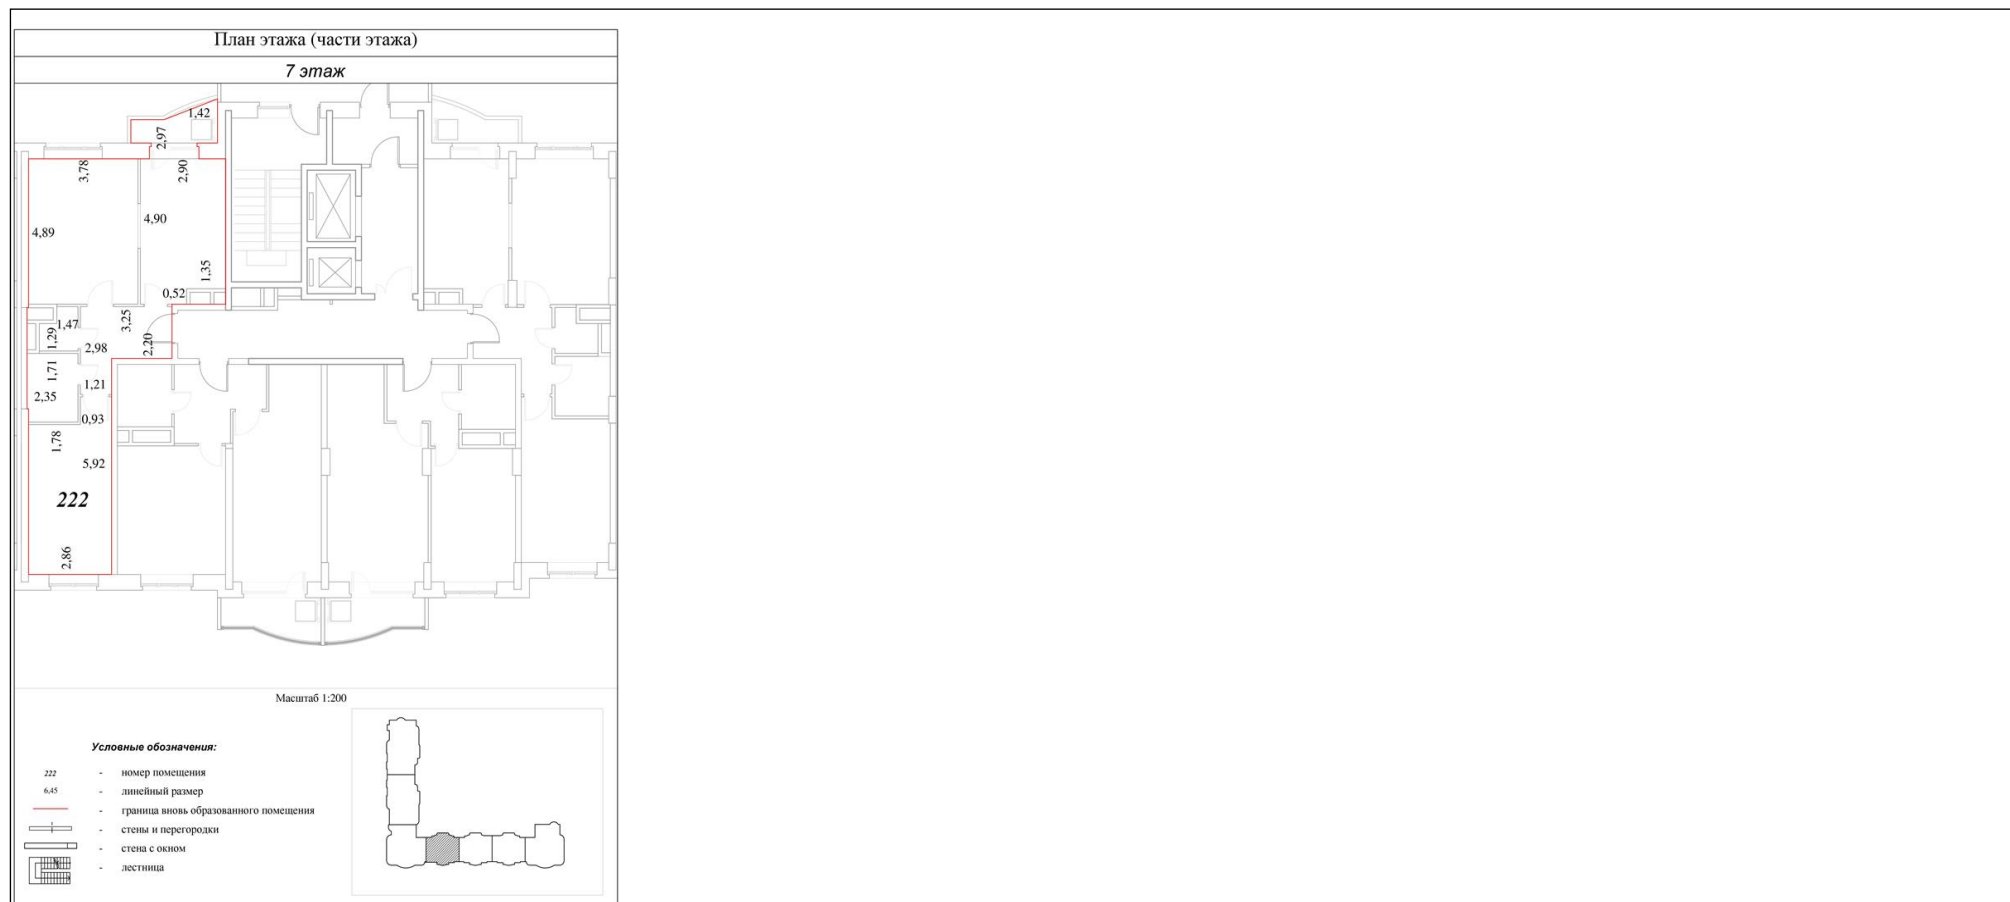 План этажа (части этажа)
7 этаж
1,42
2,97
3,78
2,90
4,90
4,89
1,35
0,52
1,47
3,25
1,29
2,20
2,98
1,71
1,21
2,35
0,93
1,78
5,92
222
2,86
Масштаб 1:200
Условные обозначения:
222 - номер помещения
6,45 - линейный размер
- граница вновь образованного помещения
- стены и перегородки
- стена с окном
- лестница